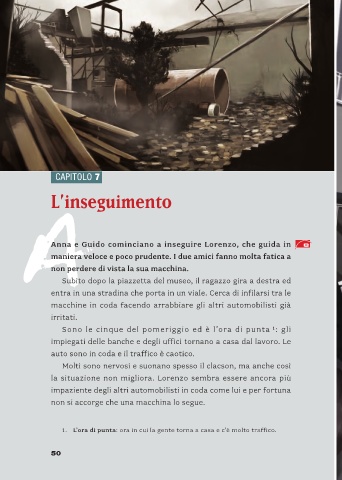 CAPITOLO 7
L'inseguimento
Anna e Guido cominciano a inseguire Lorenzo, che guida in
maniera veloce e poco prudente. I due amici fanno molta fatica a
non perdere di vista la sua macchina.
Subito dopo la piazzetta del museo, il ragazzo gira a destra ed
entra in una stradina che porta in un viale. Cerca di infilarsi tra le
macchine in coda facendo arrabbiare gli altri automobilisti già
irritati.
Sono le cinque del pomeriggio ed è l'ora di punta¹: gli
impiegati delle banche e degli uffici tornano a casa dal lavoro. Le
auto sono in coda e il traffico è caotico.
Molti sono nervosi e suonano spesso il clacson, ma anche così
la situazione non migliora. Lorenzo sembra essere ancora più
impaziente degli altri automobilisti in coda come lui e per fortuna
non si accorge che una macchina lo segue.
1. L'ora di punta: ora in cui la gente torna a casa e c'è molto traffico.
50